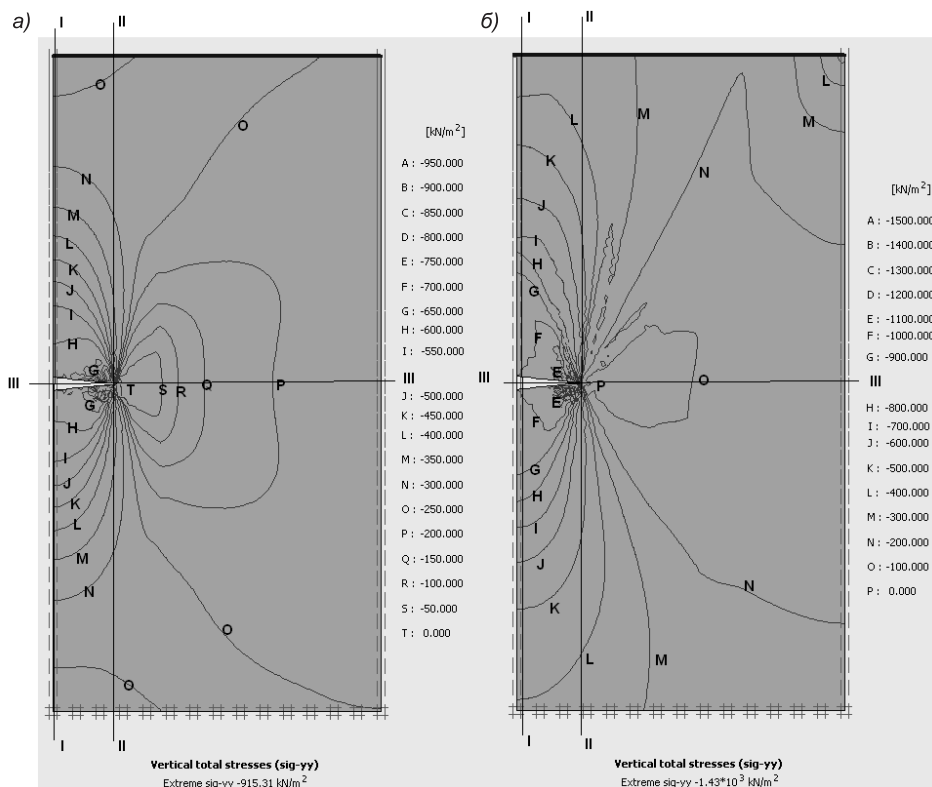 а)
I
II
[kN/m²]
A : -950.000
B : -900.000
C : -850.000
D : -800.000
E : -750.000
F : -700.000
G : -650.000
H : -600.000
I : -550.000
J : -500.000
K : -450.000
L : -400.000
M : -350.000
N : -300.000
O : -250.000
P : -200.000
Q : -150.000
R : -100.000
S : -50.000
T : 0.000
O
O
N
M
L
K
J
I
H
G
III
T
S
R
Q
P
III
G
H
I
J
K
L
M
N
O
O
I
II
Vertical total stresses (sig-yy)
Extreme sig-yy -915.31 kN/m²
б)
I
II
[kN/m²]
A : -1500.000
B : -1400.000
C : -1300.000
D : -1200.000
E : -1100.000
F : -1000.000
G : -900.000
H : -800.000
I : -700.000
J : -600.000
K : -500.000
L : -400.000
M : -300.000
N : -200.000
O : -100.000
P : 0.000
L
M
L
M
K
N
J
I
H
G
F
E
III
P
O
III
E
F
G
H
I
J
K
N
L
M
I
II
Vertical total stresses (sig-yy)
Extreme sig-yy -1.43*10³ kN/m²